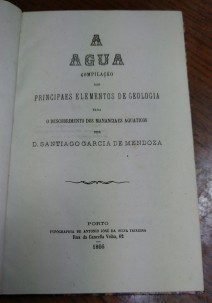 A
AGUA
COMPILAÇÃO
DOS
PRINCIPAES ELEMENTOS DE GEOLOGIA
PARA
O DESCOBRIMENTO DOS MANANCIAES AQUATICOS
POR
D. SANTIAGO GARCIA DE MENDOZA
PORTO
TYPOGRAPHIA DE ANTONIO JOSÉ DA SILVA TEIXEIRA
Rua da Cancella Velha, 62
1866